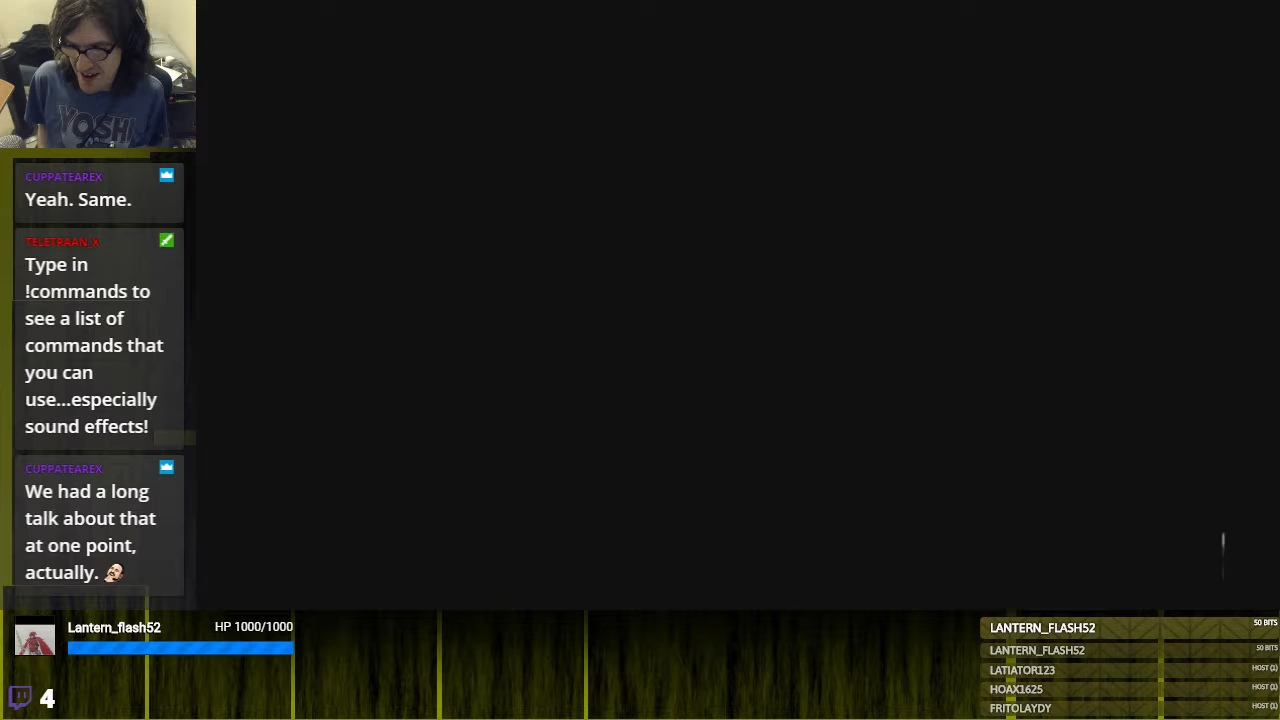 YOSHI
CUPPATEAREX
Yeah. Same.
TELETRAAN_X
Type in
!commands to
see a list of
commands that
you can
use...especially
sound effects!
CUPPATEAREX
We had a long
talk about that
at one point,
actually.
Lantern_flash52 HP 1000/1000
4
LANTERN_FLASH52 50 BITS
LANTERN_FLASH52 50 BITS
LATIATOR123 HOST (1)
HOAX1625 HOST (1)
FRITOLAYDY HOST (1)